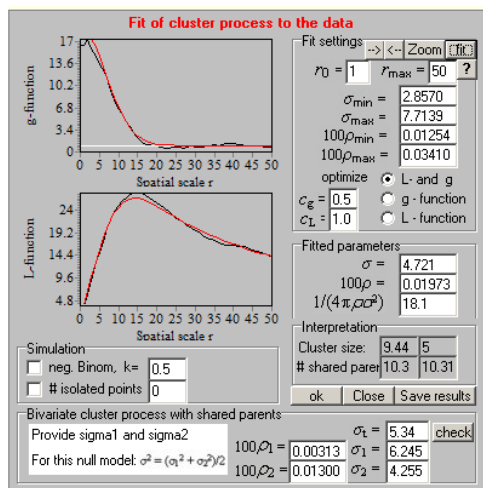 Fit of cluster process to the data
g-function
17
13.6
10.2
6.8
3.4
0
0 5 10 15 20 25 30 35 40 45 50
Spatial scale r
L-function
24
19.2
14.4
9.6
4.8
0 5 10 15 20 25 30 35 40 45 50
Spatial scale r
Fit settings
--> <-- Zoom fit
r0 = 1 rmax = 50 ?
σmin = 2.8570
σmax = 7.7139
100ρmin = 0.01254
100ρmax = 0.03410
optimize L- and g
cg = 0.5 g - function
cL = 1.0 L - function
Fitted parameters
σ = 4.721
100ρ = 0.01973
1/(4πρσ²) 18.1
Interpretation
Cluster size: 9.44 5
# shared parer 10.3 10.31
ok Close Save results
Simulation
neg. Binom, k= 0.5
# isolated points 0
Bivariate cluster process with shared parents
Provide sigma1 and sigma2
For this null model: σ² = (σ1² + σ2²)/2
100ρ1 = 0.00313
100ρ2 = 0.01300
σt = 5.34 check
σ1 = 6.245
σ2 = 4.255